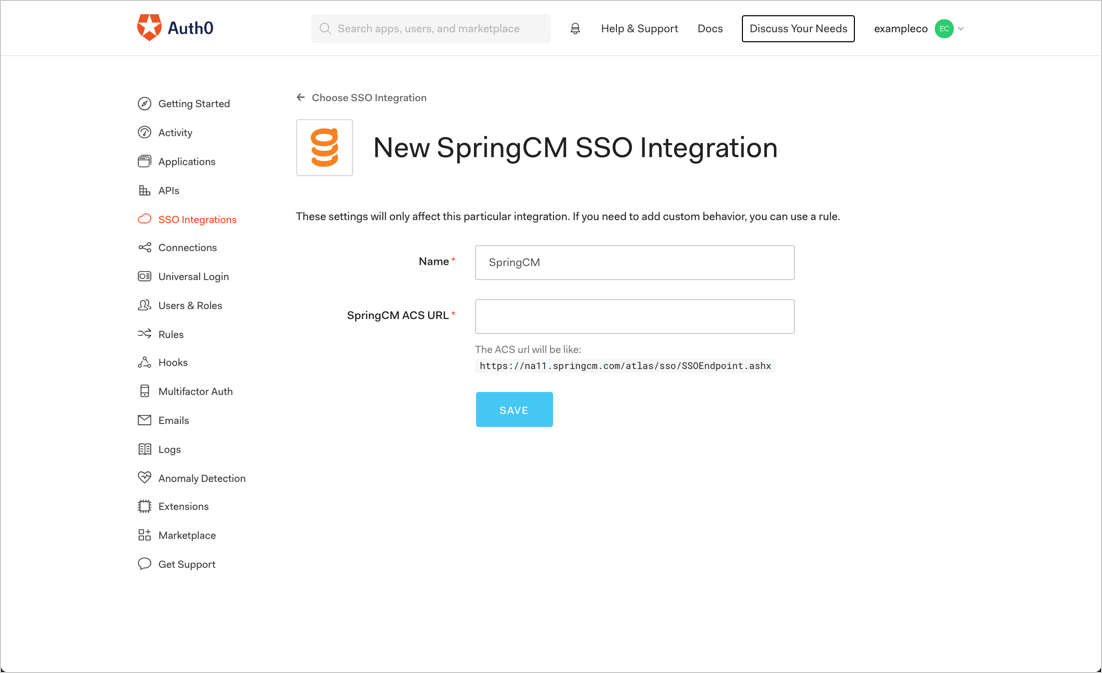 Auth0
Search apps, users, and marketplace
Help & Support
Docs
Discuss Your Needs
exampleco
EC
Getting Started
Activity
Applications
APIs
SSO Integrations
Connections
Universal Login
Users & Roles
Rules
Hooks
Multifactor Auth
Emails
Logs
Anomaly Detection
Extensions
Marketplace
Get Support
Choose SSO Integration
New SpringCM SSO Integration
These settings will only affect this particular integration. If you need to add custom behavior, you can use a rule.
Name *
SpringCM
SpringCM ACS URL *
The ACS url will be like:
https://na11.springcm.com/atlas/sso/SSOEndpoint.ashx
SAVE